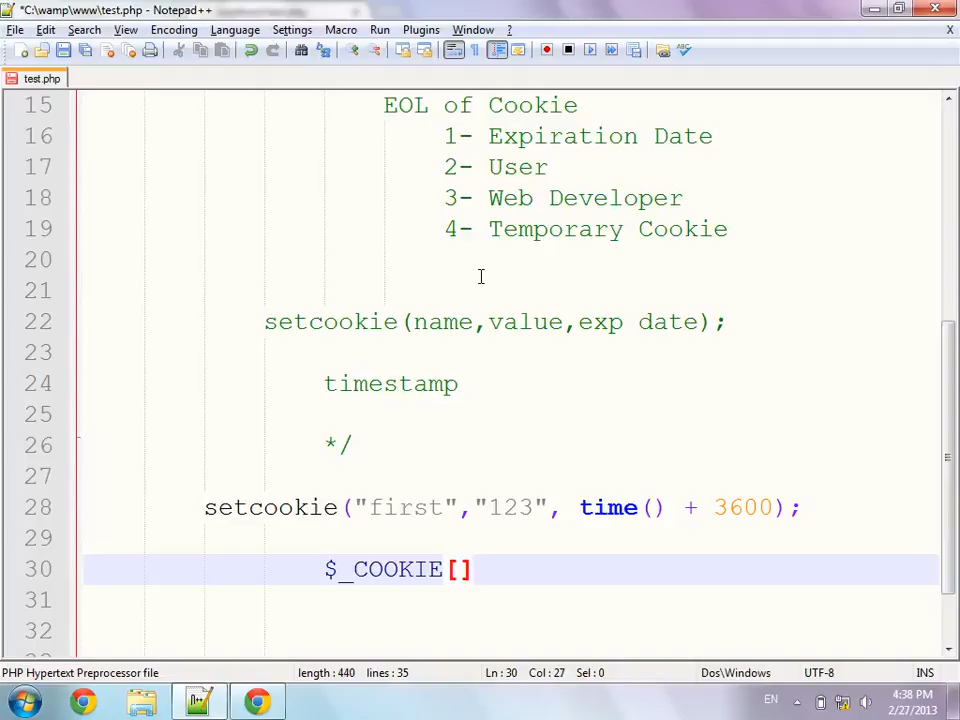 *C:\wamp\www\test.php - Notepad++
File Edit Search View Encoding Language Settings Macro Run Plugins Window ? X
test.php
15 EOL of Cookie
16 1- Expiration Date
17 2- User
18 3- Web Developer
19 4- Temporary Cookie
20
21
22 setcookie(name,value,exp date);
23
24 timestamp
25
26 */
27
28 setcookie("first","123", time() + 3600);
29
30 $_COOKIE[]
31
32
PHP Hypertext Preprocessor file length : 440 lines : 35 Ln : 30 Col : 27 Sel : 0 Dos\Windows UTF-8 INS
EN 4:38 PM
2/27/2013